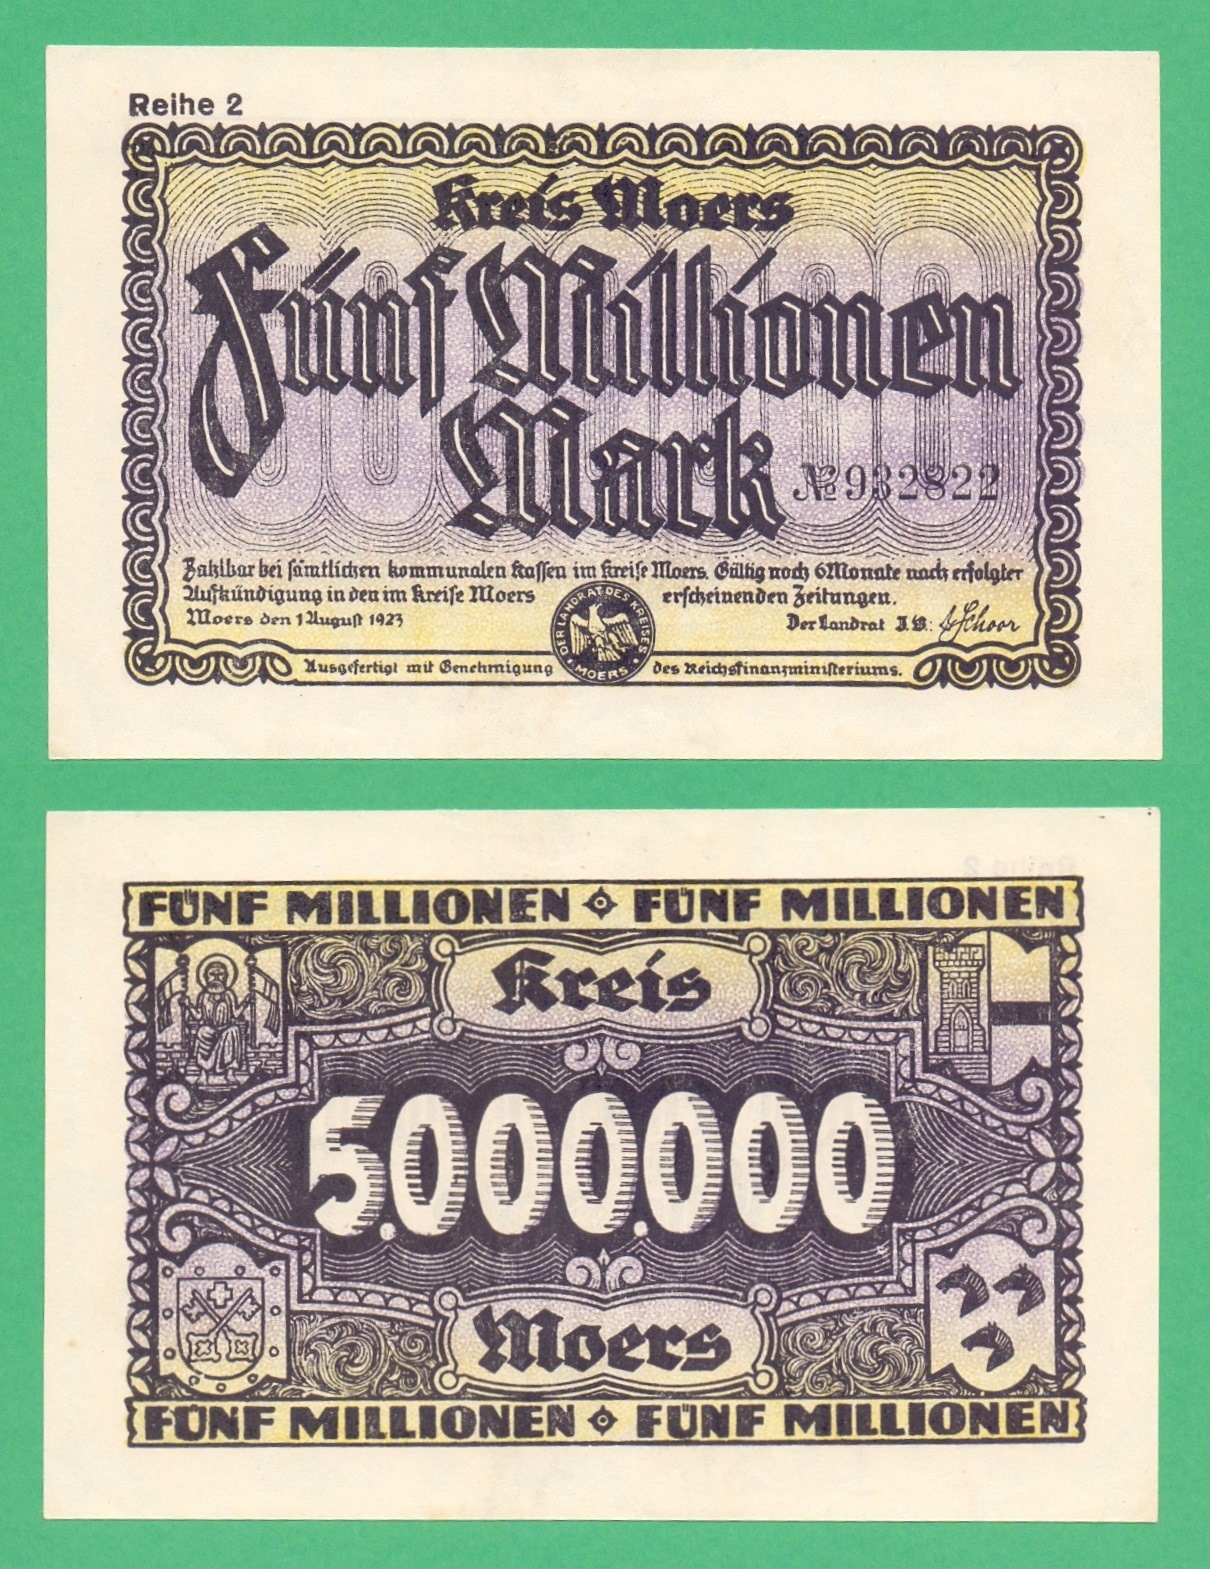 Reihe 2
Kreis Moers
Fünf Millionen
Mark
№ 932822
Zahlbar bei sämtlichen kommunalen Kassen im Kreise Moers. Gültig noch 6 Monate nach erfolgter
Aufkündigung in den im Kreise Moers erscheinenden Zeitungen.
Moers den 1 August 1923
Der Landrat I.V: Schoor
DER LANDRAT DES KREISES
MOERS
Ausgefertigt mit Genehmigung des Reichsfinanzministeriums.
FÜNF MILLIONEN FÜNF MILLIONEN
Kreis
5.000.000
Moers
FÜNF MILLIONEN FÜNF MILLIONEN